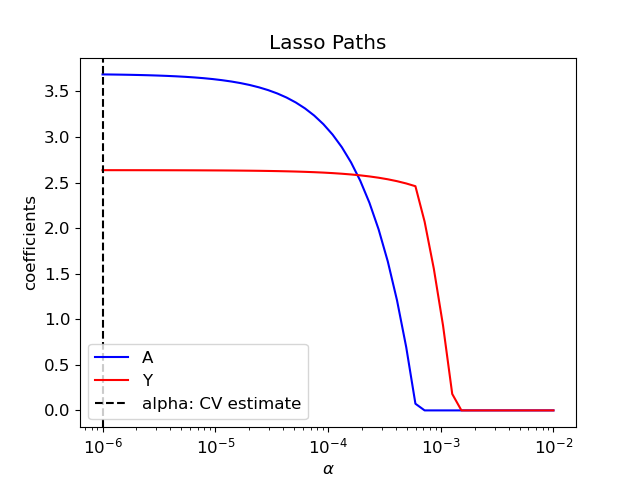 Lasso Paths
coefficients
3.5
3.0
2.5
2.0
1.5
1.0
0.5
0.0
A
Y
alpha: CV estimate
10⁻⁶ 10⁻⁵ 10⁻⁴ 10⁻³ 10⁻²
α